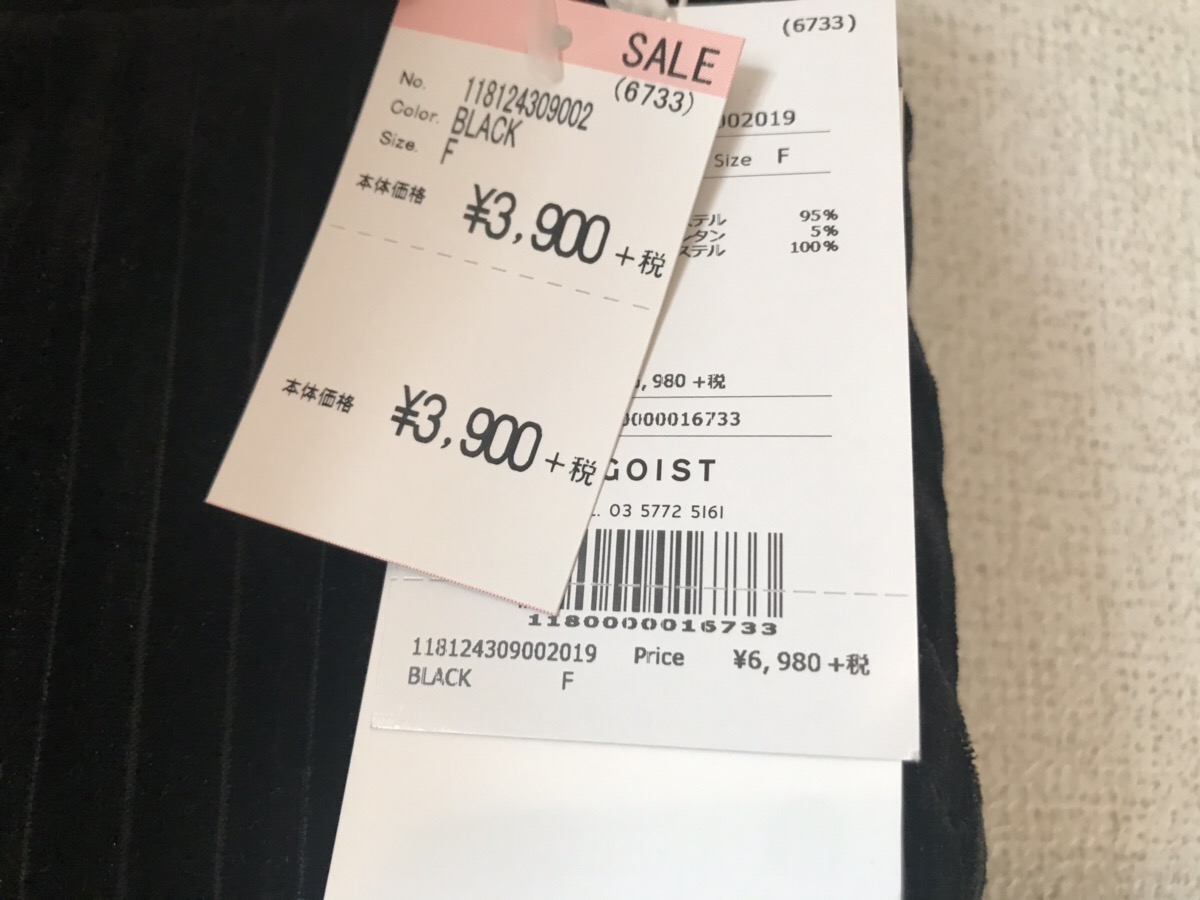 SALE
(6733)
No. 118124309002
Color. BLACK
Size. F
本体価格 ¥3,900 +税
本体価格 ¥3,900 +税
(6733)
002019
Size F
ステル 95%
レタン 5%
ステル 100%
,980 +税
0000016733
GOIST
. 03 5772 5161
1180000016733
118124309002019 Price ¥6,980 +税
BLACK F